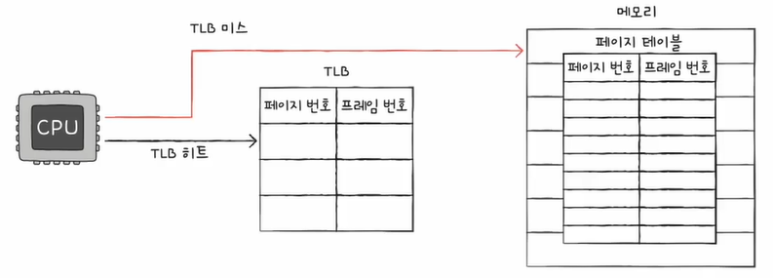 메모리
TLB 미스
페이지 테이블
TLB
페이지 번호 프레임 번호
페이지 번호 프레임 번호
CPU
TLB 히트